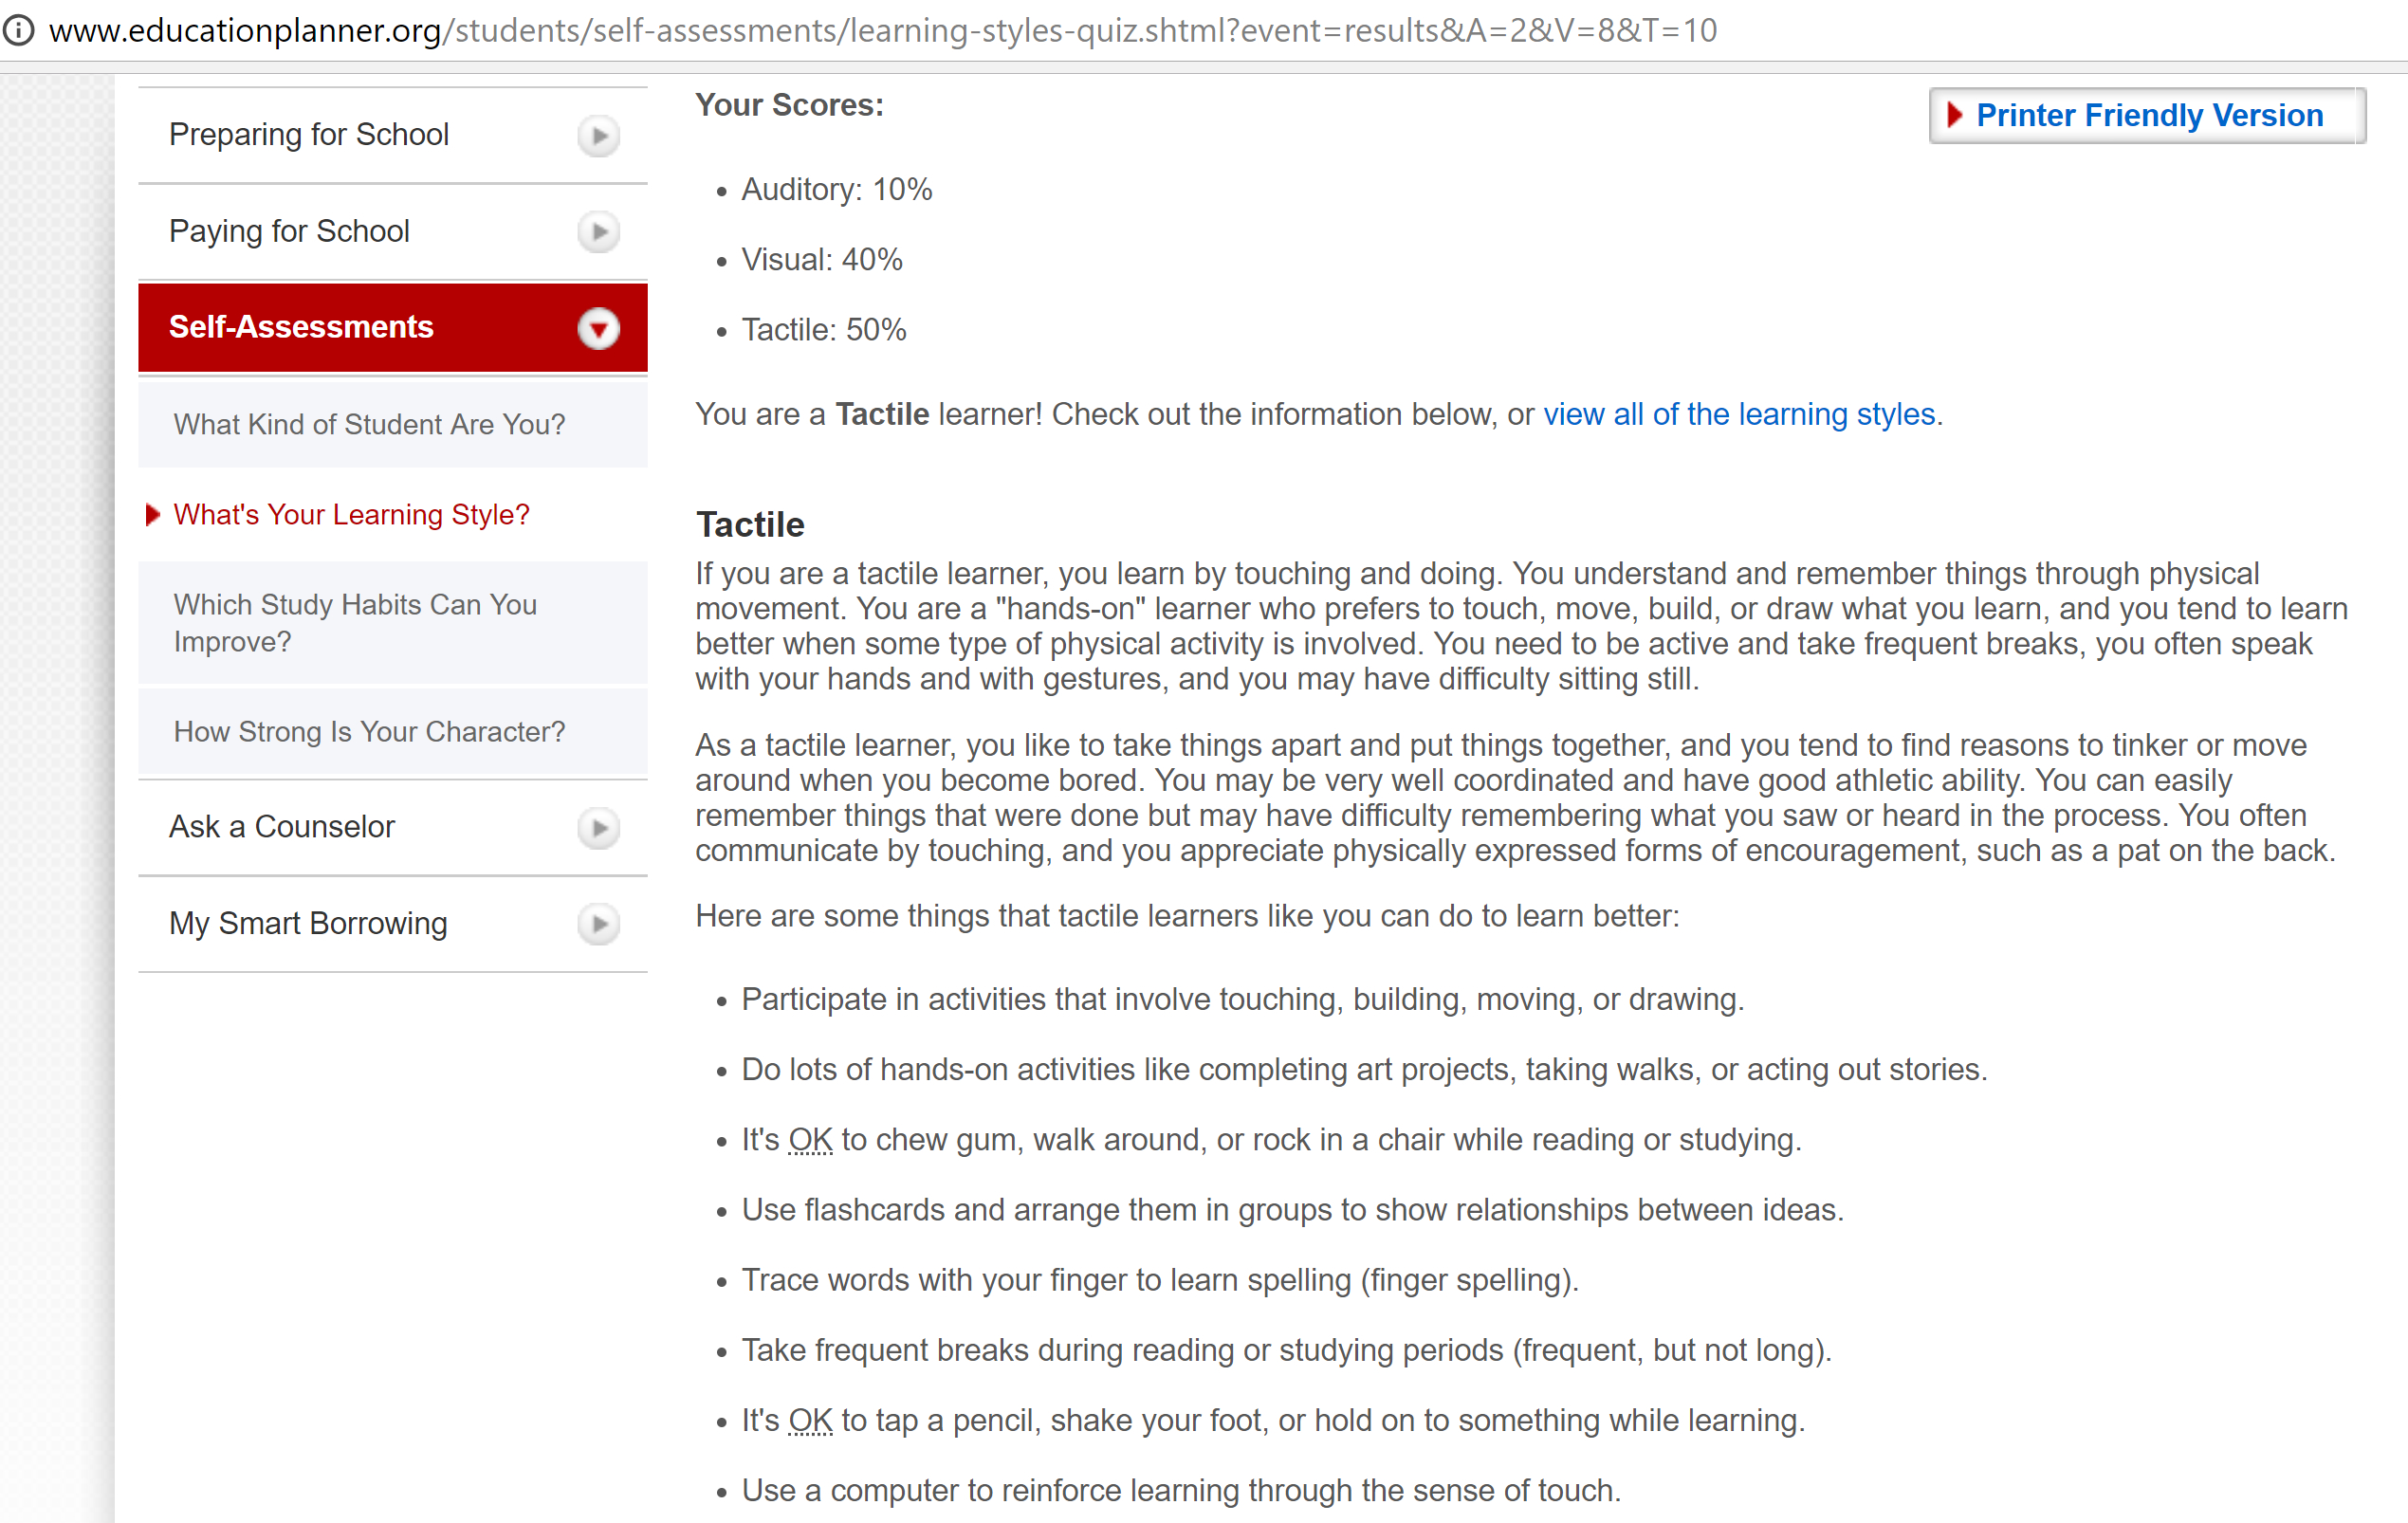 www.educationplanner.org/students/self-assessments/learning-styles-quiz.shtml?event=results&A=2&V=8&T=10
Preparing for School
Paying for School
Self-Assessments
What Kind of Student Are You?
What's Your Learning Style?
Which Study Habits Can You
Improve?
How Strong Is Your Character?
Ask a Counselor
My Smart Borrowing
Your Scores:
Printer Friendly Version
• Auditory: 10%
• Visual: 40%
• Tactile: 50%
You are a Tactile learner! Check out the information below, or view all of the learning styles.
Tactile
If you are a tactile learner, you learn by touching and doing. You understand and remember things through physical
movement. You are a "hands-on" learner who prefers to touch, move, build, or draw what you learn, and you tend to learn
better when some type of physical activity is involved. You need to be active and take frequent breaks, you often speak
with your hands and with gestures, and you may have difficulty sitting still.
As a tactile learner, you like to take things apart and put things together, and you tend to find reasons to tinker or move
around when you become bored. You may be very well coordinated and have good athletic ability. You can easily
remember things that were done but may have difficulty remembering what you saw or heard in the process. You often
communicate by touching, and you appreciate physically expressed forms of encouragement, such as a pat on the back.
Here are some things that tactile learners like you can do to learn better:
• Participate in activities that involve touching, building, moving, or drawing.
• Do lots of hands-on activities like completing art projects, taking walks, or acting out stories.
• It's OK to chew gum, walk around, or rock in a chair while reading or studying.
• Use flashcards and arrange them in groups to show relationships between ideas.
• Trace words with your finger to learn spelling (finger spelling).
• Take frequent breaks during reading or studying periods (frequent, but not long).
• It's OK to tap a pencil, shake your foot, or hold on to something while learning.
• Use a computer to reinforce learning through the sense of touch.